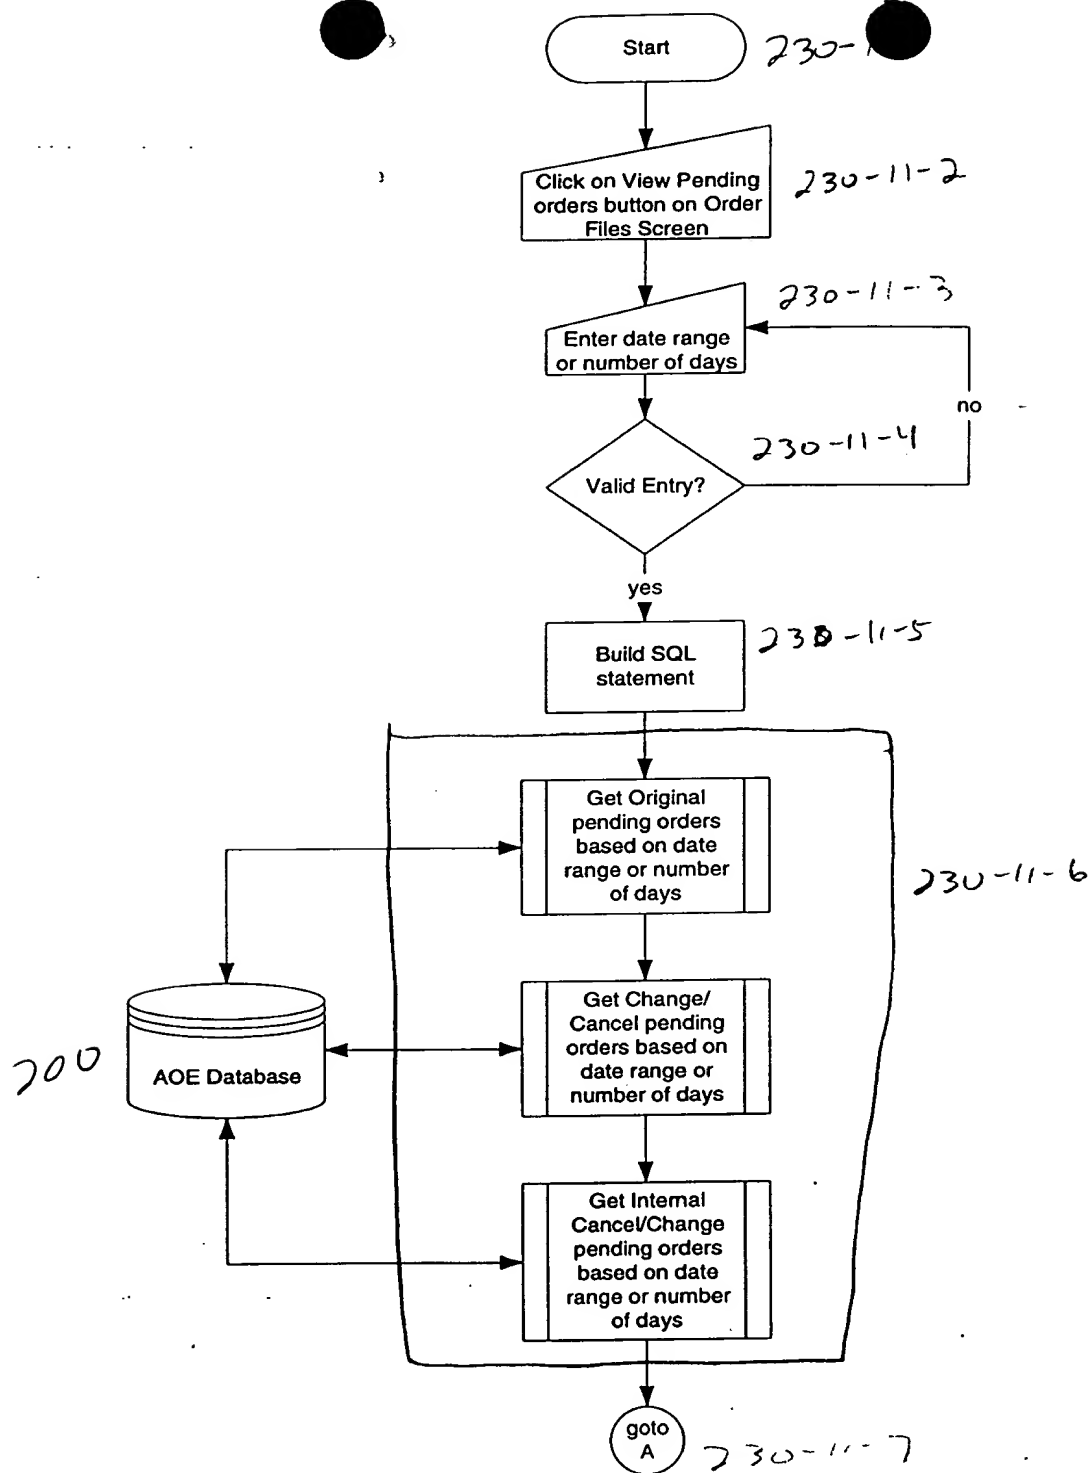 Start
230-1
Click on View Pending
orders button on Order
Files Screen
230-11-2
230-11-3
Enter date range
or number of days
no
230-11-4
Valid Entry?
yes
Build SQL
statement
230-11-5
Get Original
pending orders
based on date
range or number
of days
230-11-6
Get Change/
Cancel pending
orders based on
date range or
number of days
200
AOE Database
Get Internal
Cancel/Change
pending orders
based on date
range or number
of days
goto
A
230-11-7